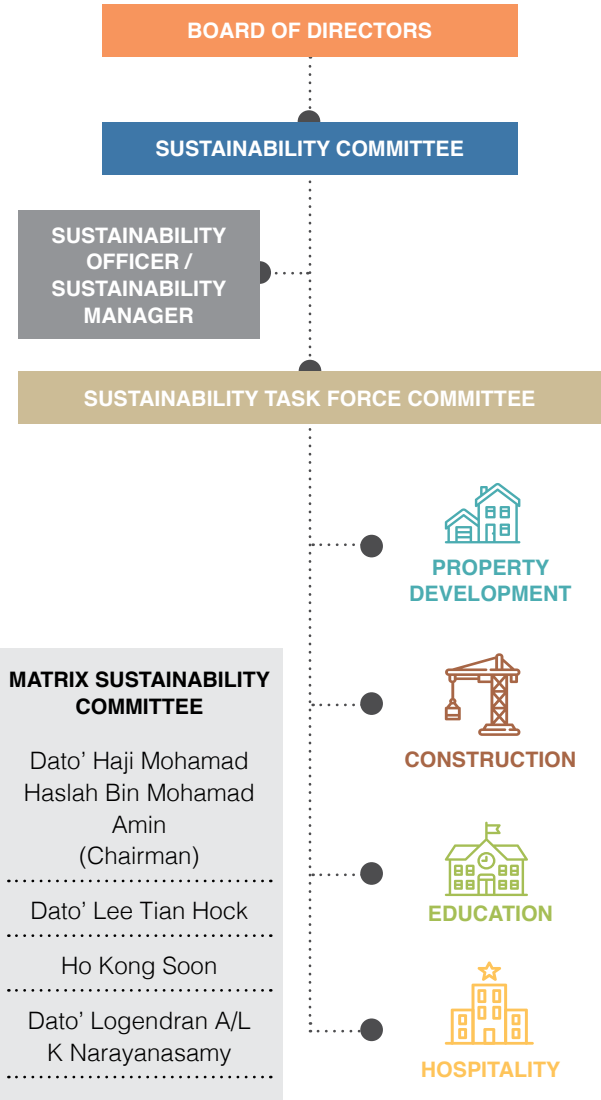 BOARD OF DIRECTORS
SUSTAINABILITY COMMITTEE
SUSTAINABILITY
OFFICER /
SUSTAINABILITY
MANAGER
SUSTAINABILITY TASK FORCE COMMITTEE
PROPERTY
DEVELOPMENT
CONSTRUCTION
EDUCATION
HOSPITALITY
MATRIX SUSTAINABILITY
COMMITTEE
Dato’ Haji Mohamad
Haslah Bin Mohamad
Amin
(Chairman)
Dato’ Lee Tian Hock
Ho Kong Soon
Dato’ Logendran A/L
K Narayanasamy